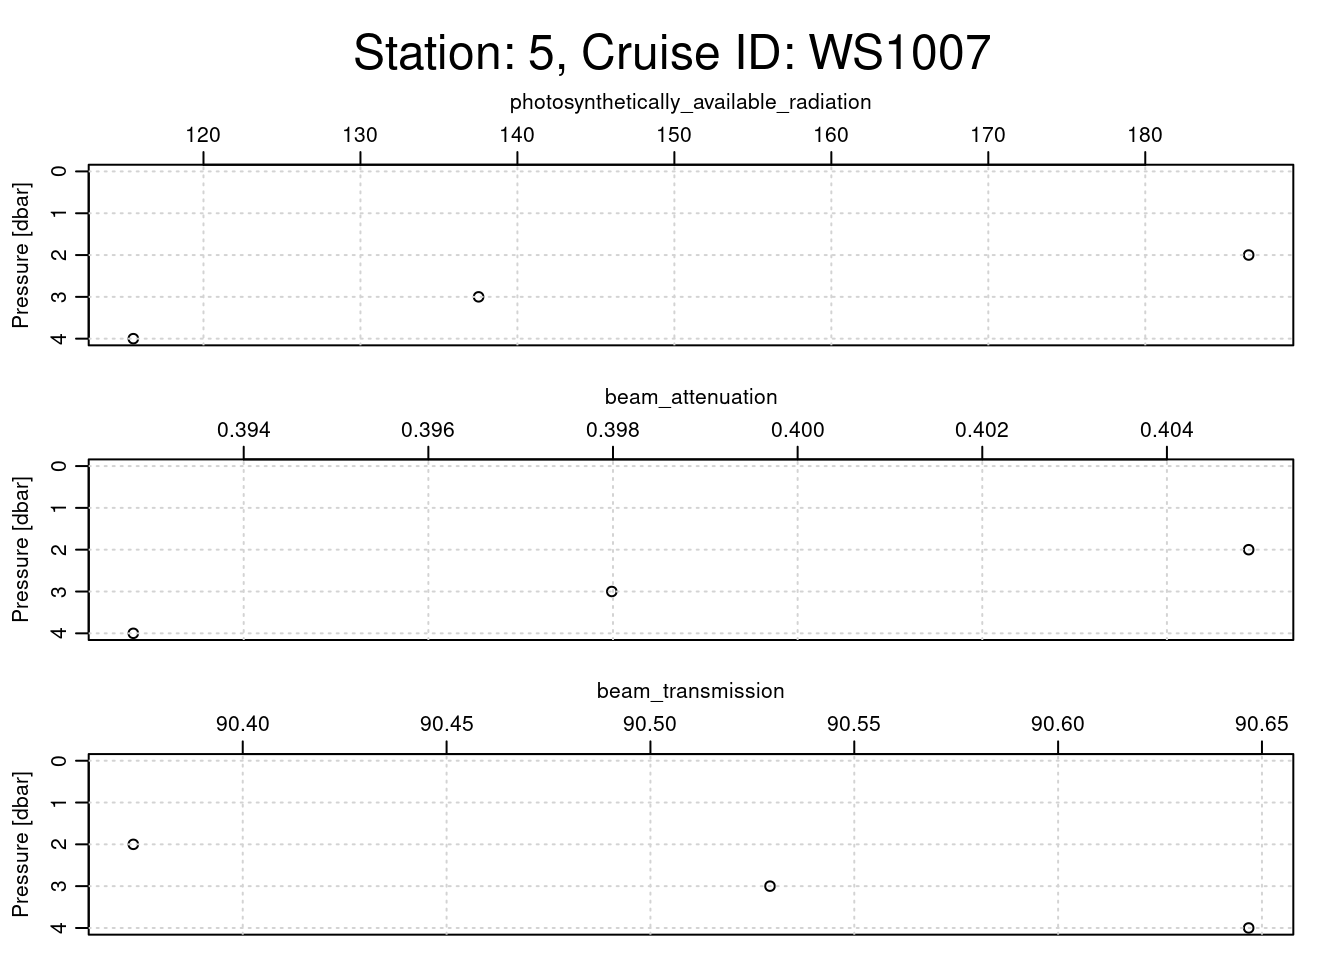 Station: 5, Cruise ID: WS1007
photosynthetically_available_radiation
120 130 140 150 160 170 180
Pressure [dbar]
0
1
2
3
4
beam_attenuation
0.394 0.396 0.398 0.400 0.402 0.404
Pressure [dbar]
0
1
2
3
4
beam_transmission
90.40 90.45 90.50 90.55 90.60 90.65
Pressure [dbar]
0
1
2
3
4